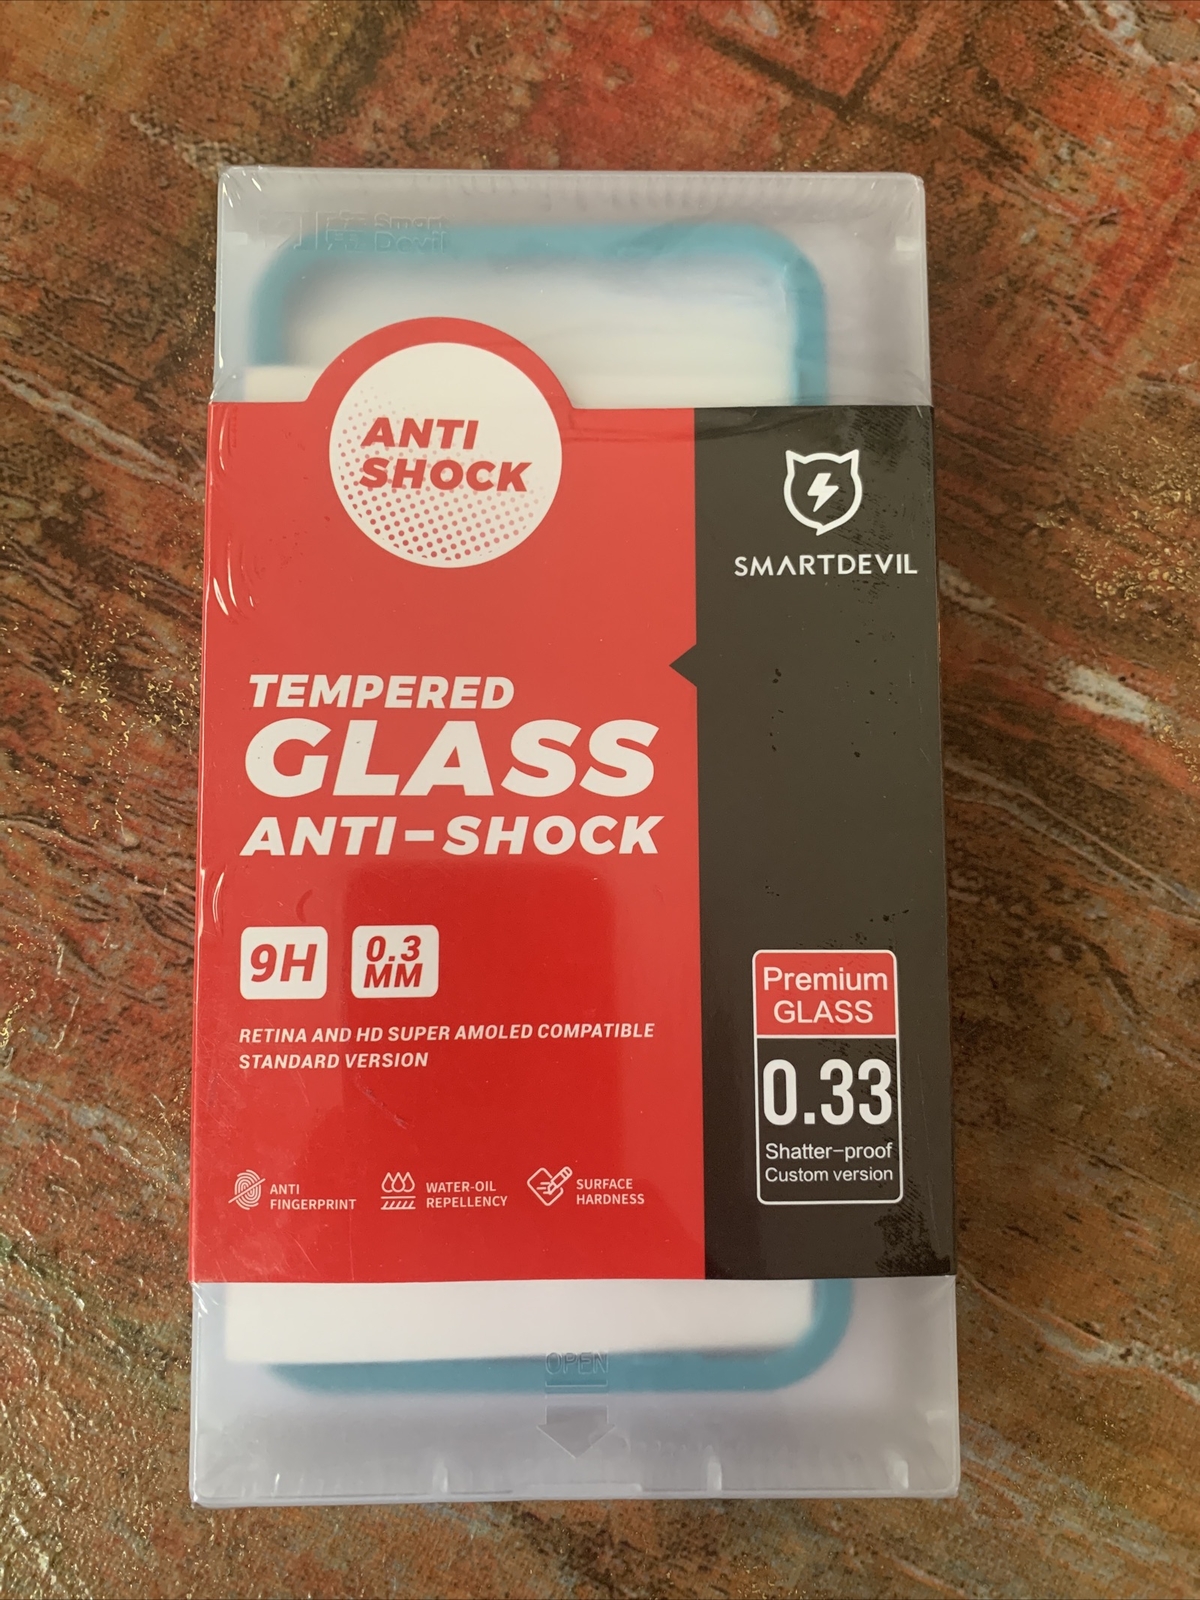 Smart
Devil
ANTI
SHOCK
SMARTDEVIL
TEMPERED
GLASS
ANTI-SHOCK
9H
0.3
MM
RETINA AND HD SUPER AMOLED COMPATIBLE
STANDARD VERSION
Premium
GLASS
0.33
Shatter-proof
Custom version
ANTI
FINGERPRINT
WATER-OIL
REPELLENCY
SURFACE
HARDNESS
OPEN